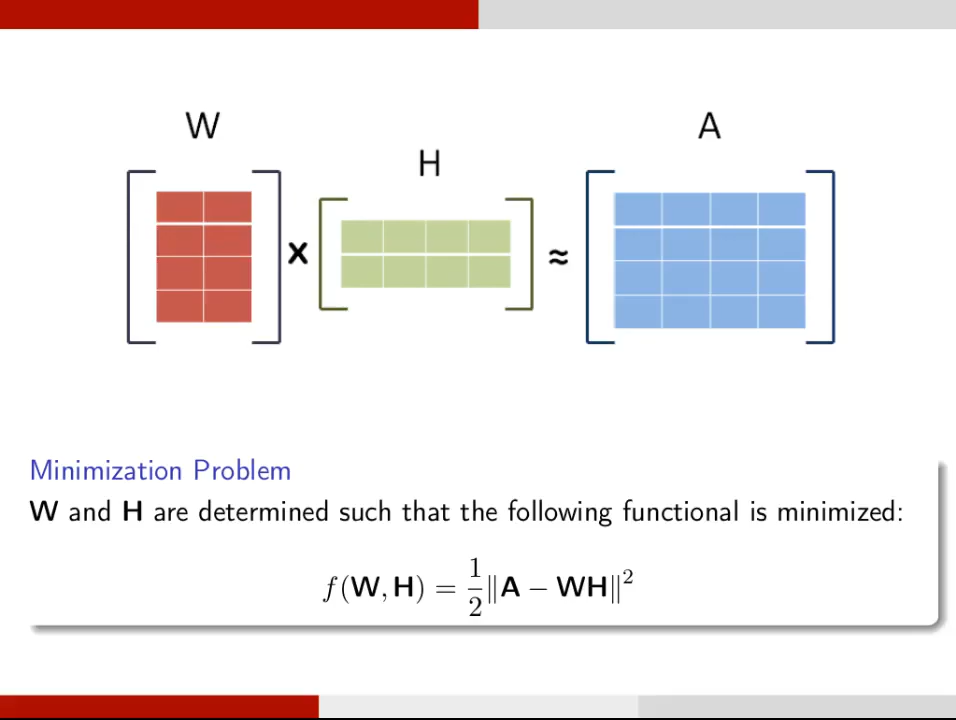 W
H
A
x
≈
Minimization Problem
W and H are determined such that the following functional is minimized:
f(W, H) = 1/2 ‖A − WH‖²